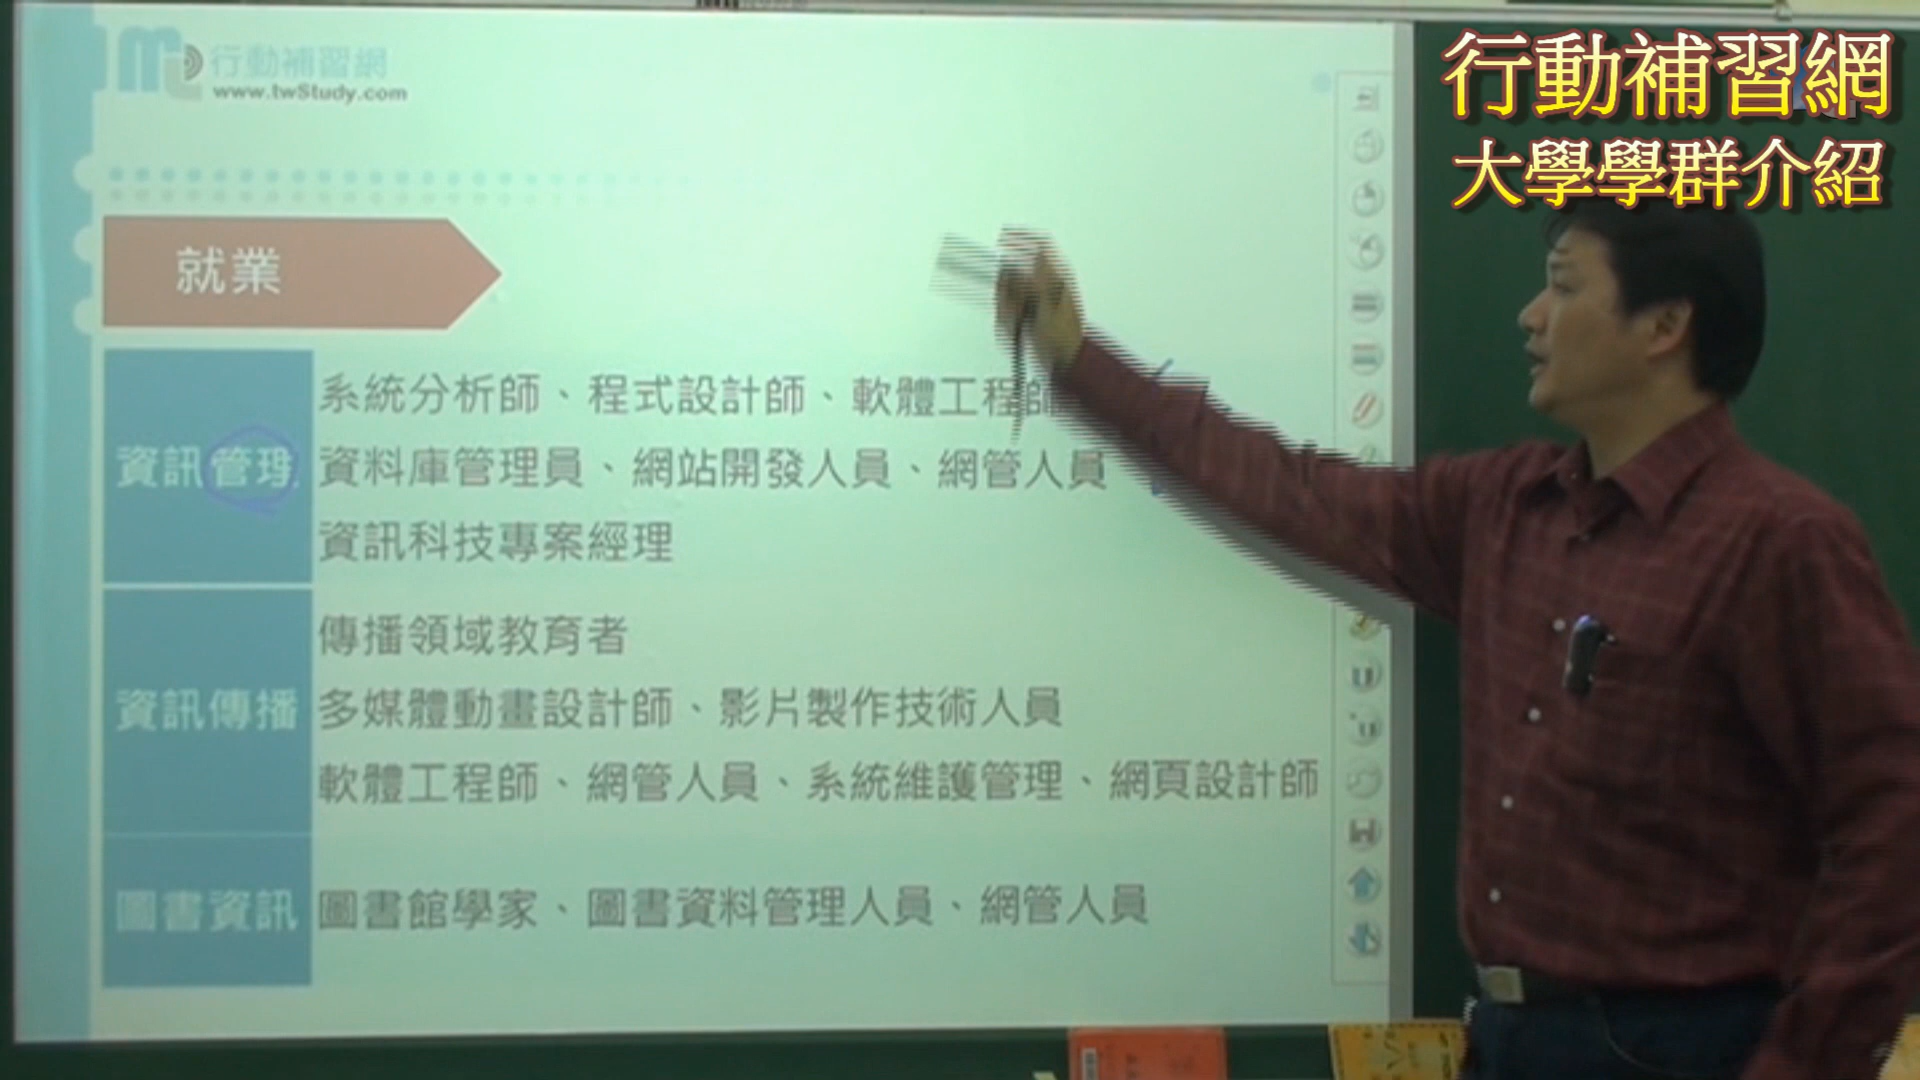 行動補習網
www.twStudy.com
行動補習網
大學學群介紹
就業
資訊管理
系統分析師、程式設計師、軟體工程師
資料庫管理員、網站開發人員、網管人員
資訊科技專案經理
資訊傳播
傳播領域教育者
多媒體動畫設計師、影片製作技術人員
軟體工程師、網管人員、系統維護管理、網頁設計師
圖書資訊
圖書館學家、圖書資料管理人員、網管人員